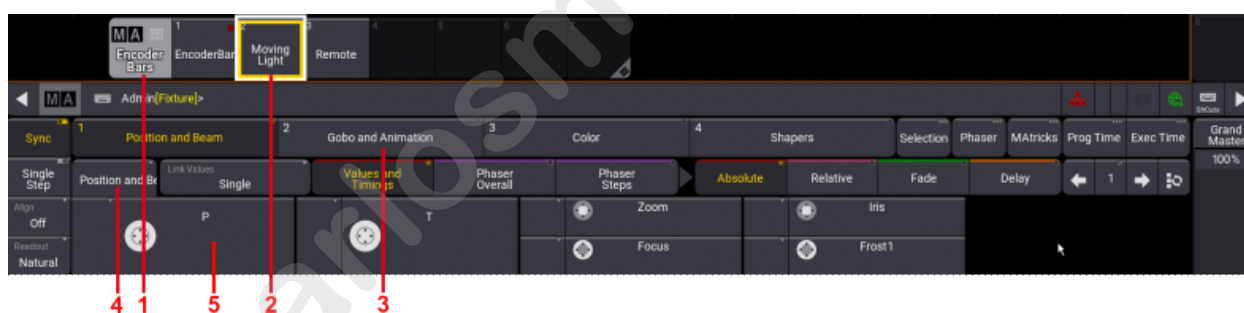 1 2 3 4 5 6 7 8
MA
Encoder Bars
EncoderBar
Moving Light
Remote
MA Admin[Fixture]>
ShCuts
Sync
1 Position and Beam
2 Gobo and Animation
3 Color
4 Shapers
Selection
Phaser
MAtricks
Prog Time
Exec Time
Grand Master
100%
Single Step
Position and Be
Link Values
Single
Values and Timings
Phaser Overall
Phaser Steps
Absolute
Relative
Fade
Delay
1
Align
Off
P
T
Zoom
Iris
Readout
Natural
Focus
Frost1
4 1 5 2 3